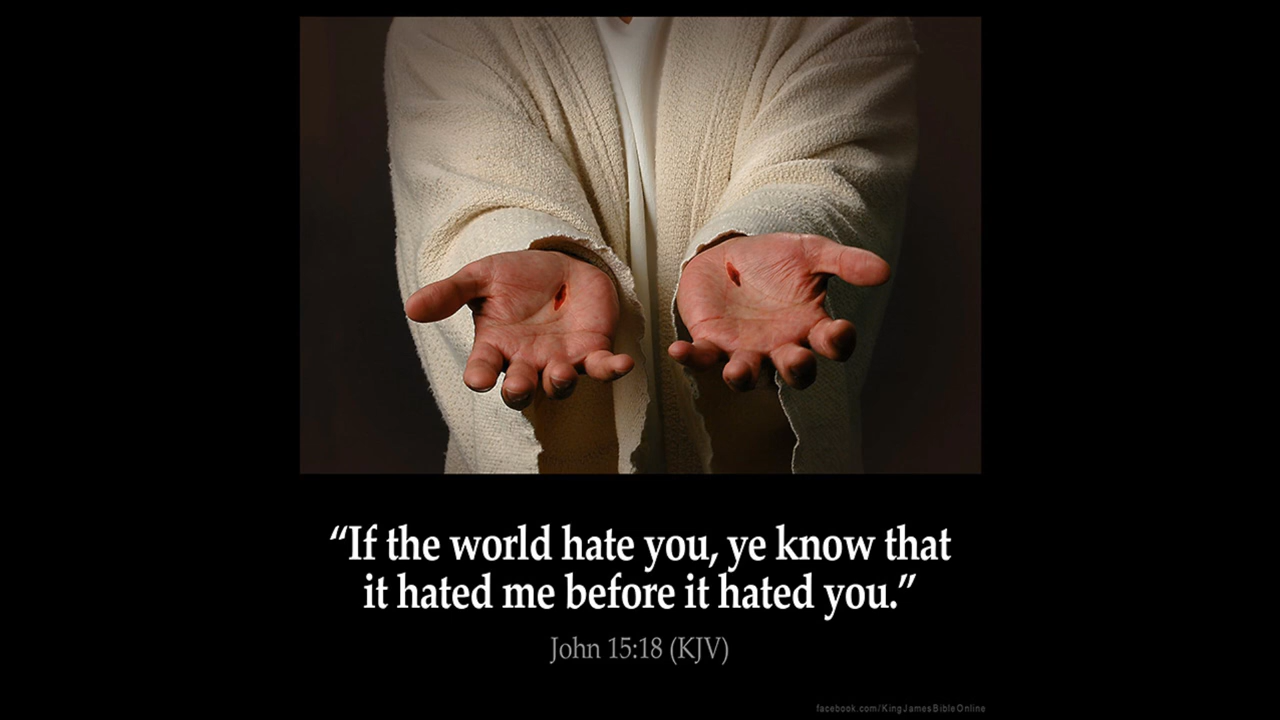 “If the world hate you, ye know that
it hated me before it hated you.”
John 15:18 (KJV)
facebook.com/KingJamesBibleOnline